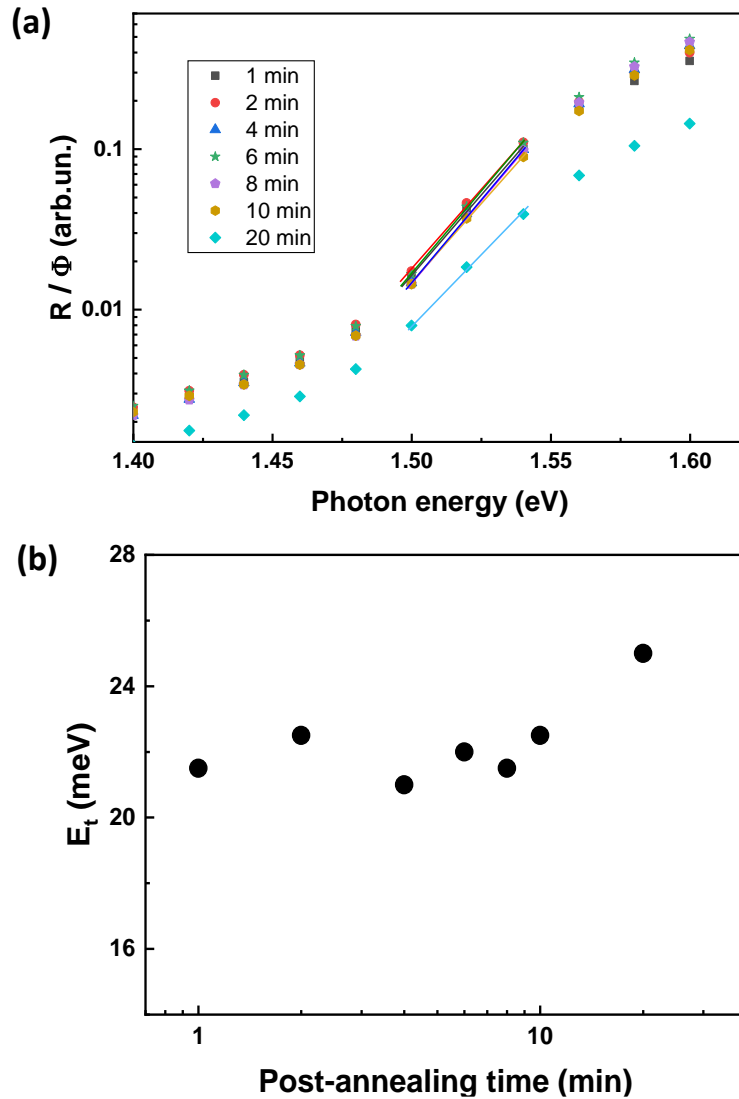 (a)
1 min
2 min
4 min
6 min
8 min
10 min
20 min
0.1
0.01
R / Φ (arb.un.)
1.40
1.45
1.50
1.55
1.60
Photon energy (eV)
(b)
28
24
20
16
E_t (meV)
1
10
Post-annealing time (min)